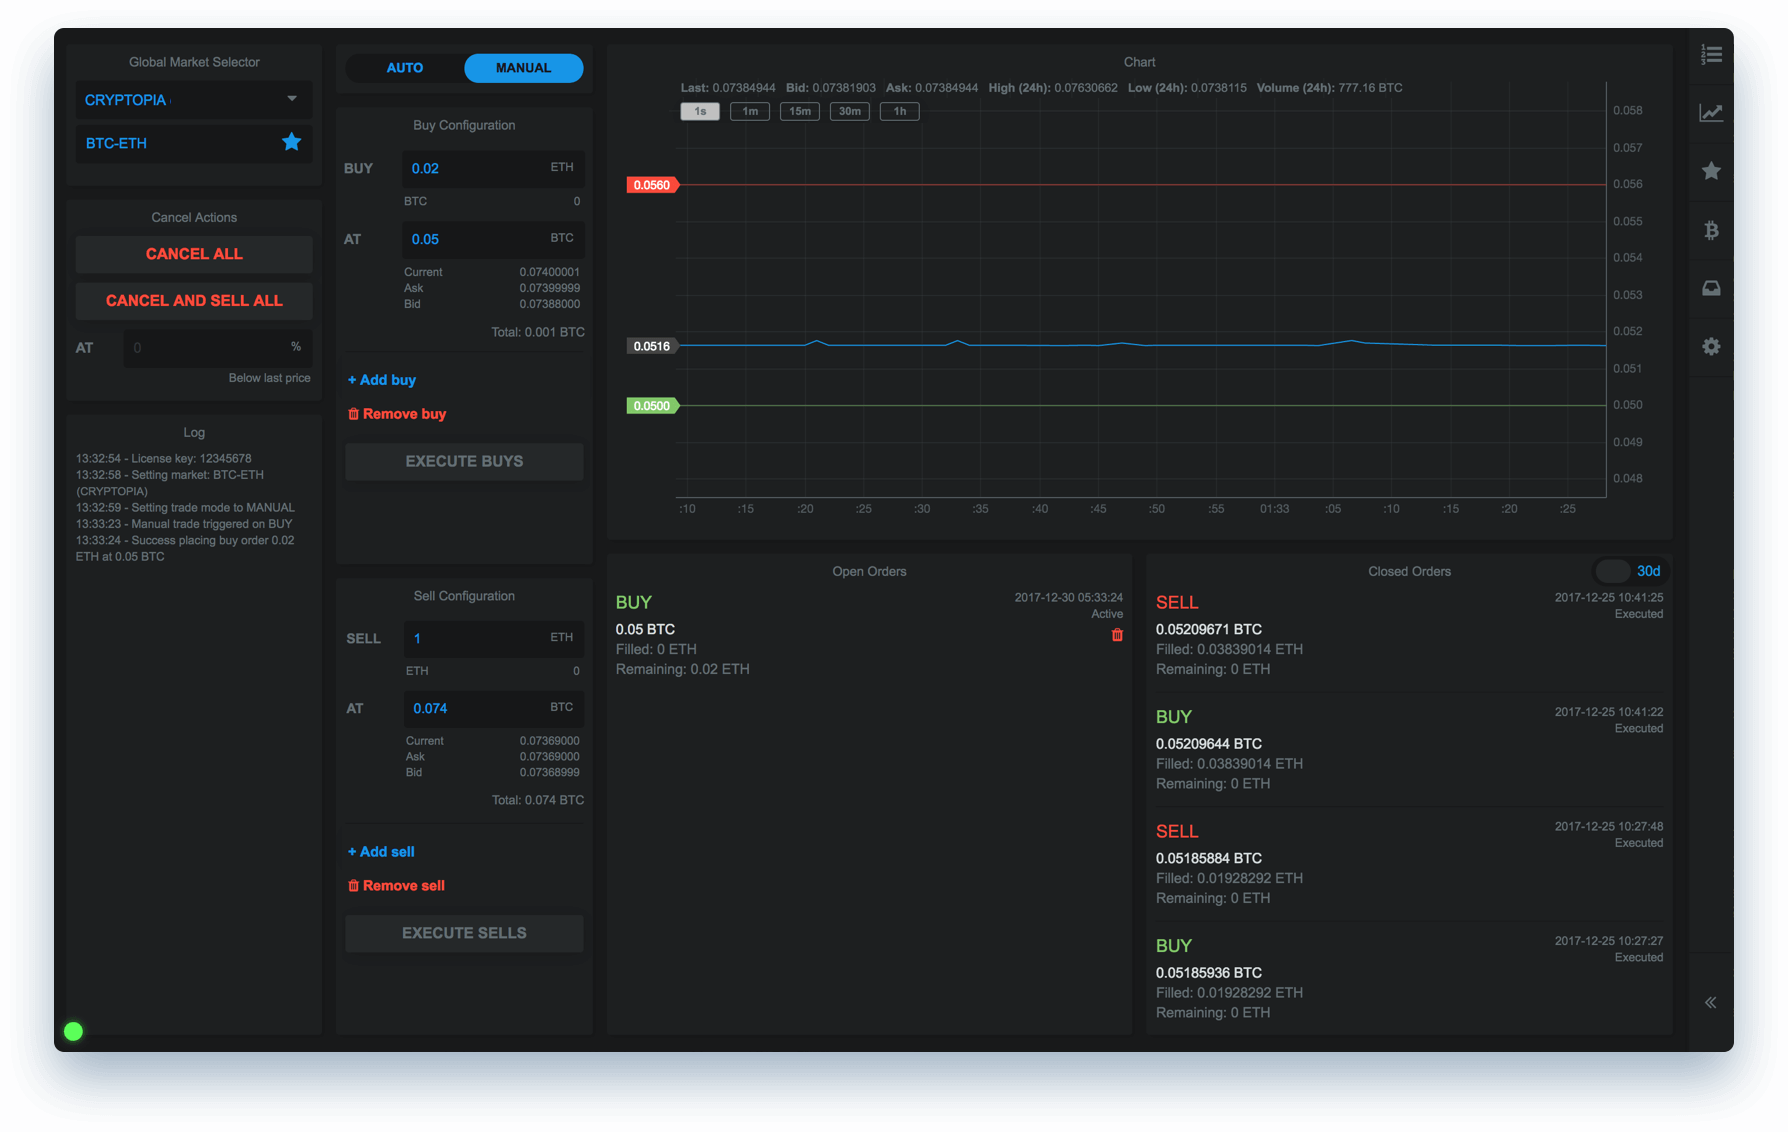 Global Market Selector
CRYPTOPIA
BTC-ETH
Cancel Actions
CANCEL ALL
CANCEL AND SELL ALL
AT 0 %
Below last price
Log
13:32:54 - License key: 12345678
13:32:58 - Setting market: BTC-ETH
(CRYPTOPIA)
13:32:59 - Setting trade mode to MANUAL
13:33:23 - Manual trade triggered on BUY
13:33:24 - Success placing buy order 0.02
ETH at 0.05 BTC
AUTO MANUAL
Buy Configuration
BUY 0.02 ETH
BTC 0
AT 0.05 BTC
Current 0.07400001
Ask 0.07399999
Bid 0.07388000
Total: 0.001 BTC
+ Add buy
Remove buy
EXECUTE BUYS
Sell Configuration
SELL 1 ETH
ETH 0
AT 0.074 BTC
Current 0.07369000
Ask 0.07369000
Bid 0.07368999
Total: 0.074 BTC
+ Add sell
Remove sell
EXECUTE SELLS
Chart
Last: 0.07384944 Bid: 0.07381903 Ask: 0.07384944 High (24h): 0.07630662 Low (24h): 0.0738115 Volume (24h): 777.16 BTC
1s 1m 15m 30m 1h
0.058
0.057
0.0560 0.056
0.055
0.054
0.053
0.052
0.0516
0.051
0.0500 0.050
0.049
0.048
:10 :15 :20 :25 :30 :35 :40 :45 :50 :55 01:33 :05 :10 :15 :20 :25
Open Orders
BUY 2017-12-30 05:33:24
Active
0.05 BTC
Filled: 0 ETH
Remaining: 0.02 ETH
Closed Orders 30d
SELL 2017-12-25 10:41:25
Executed
0.05209671 BTC
Filled: 0.03839014 ETH
Remaining: 0 ETH
BUY 2017-12-25 10:41:22
Executed
0.05209644 BTC
Filled: 0.03839014 ETH
Remaining: 0 ETH
SELL 2017-12-25 10:27:48
Executed
0.05185884 BTC
Filled: 0.01928292 ETH
Remaining: 0 ETH
BUY 2017-12-25 10:27:27
Executed
0.05185936 BTC
Filled: 0.01928292 ETH
Remaining: 0 ETH